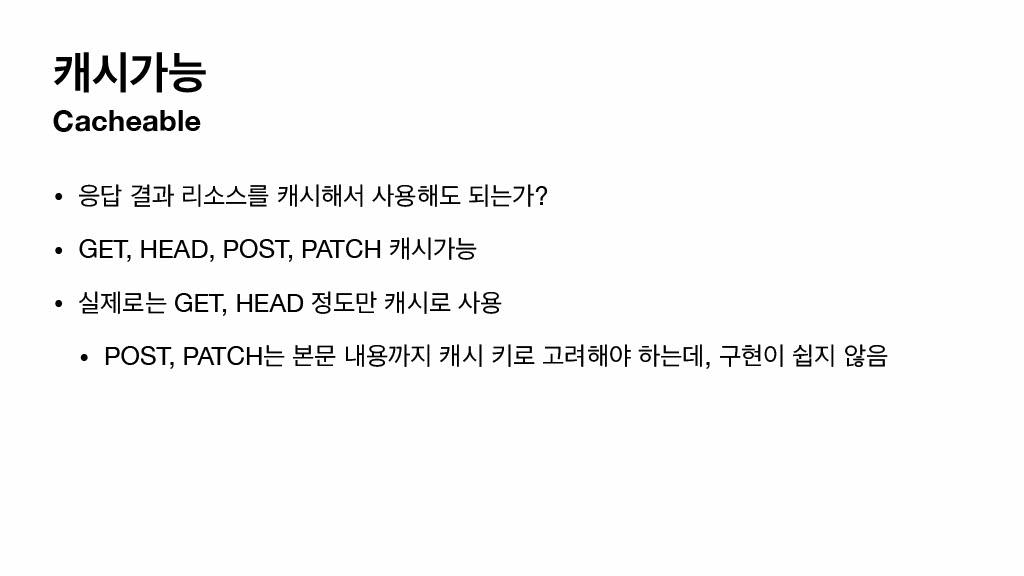 캐시가능
Cacheable
• 응답 결과 리소스를 캐시해서 사용해도 되는가?
• GET, HEAD, POST, PATCH 캐시가능
• 실제로는 GET, HEAD 정도만 캐시로 사용
• POST, PATCH는 본문 내용까지 캐시 키로 고려해야 하는데, 구현이 쉽지 않음